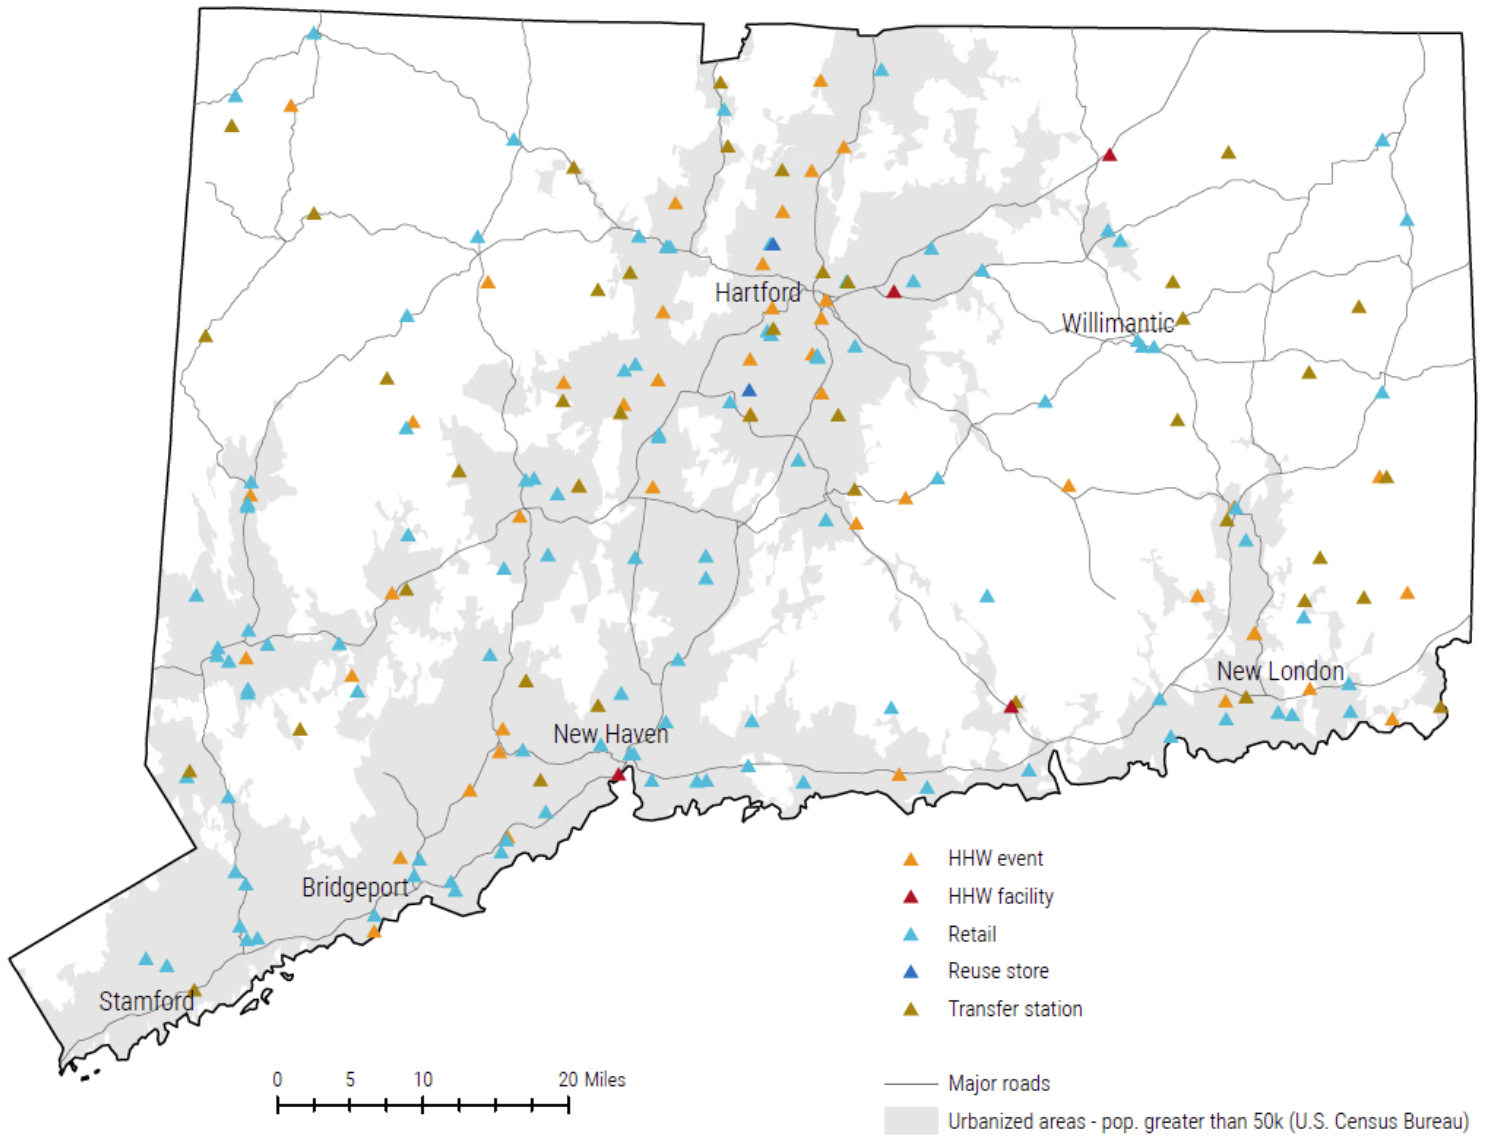 Hartford
Willimantic
New London
New Haven
Bridgeport
Stamford
HHW event
HHW facility
Retail
Reuse store
Transfer station
0 5 10 20 Miles
Major roads
Urbanized areas - pop. greater than 50k (U.S. Census Bureau)